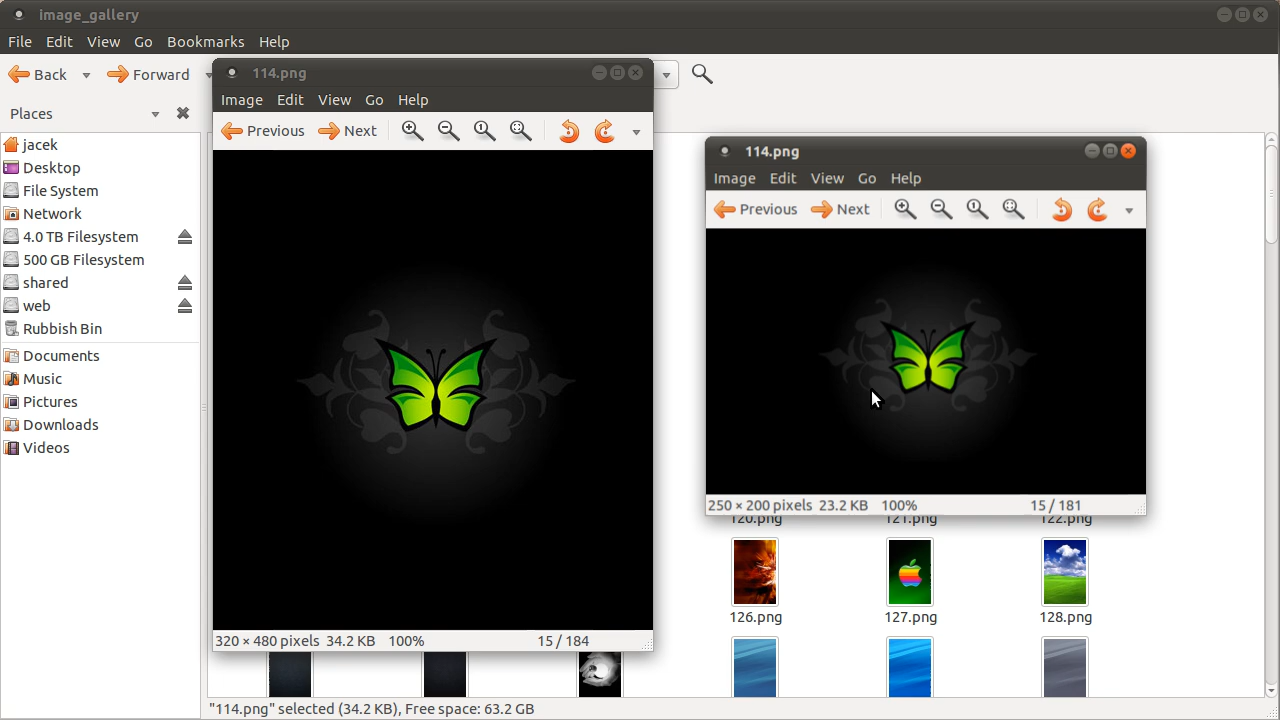 image_gallery
File Edit View Go Bookmarks Help
Back Forward
Places
jacek
Desktop
File System
Network
4.0 TB Filesystem
500 GB Filesystem
shared
web
Rubbish Bin
Documents
Music
Pictures
Downloads
Videos
114.png
Image Edit View Go Help
Previous Next
320 × 480 pixels 34.2 KB 100% 15 / 184
114.png
Image Edit View Go Help
Previous Next
250 × 200 pixels 23.2 KB 100% 15 / 181
120.png 121.png 122.png
126.png 127.png 128.png
"114.png" selected (34.2 KB), Free space: 63.2 GB